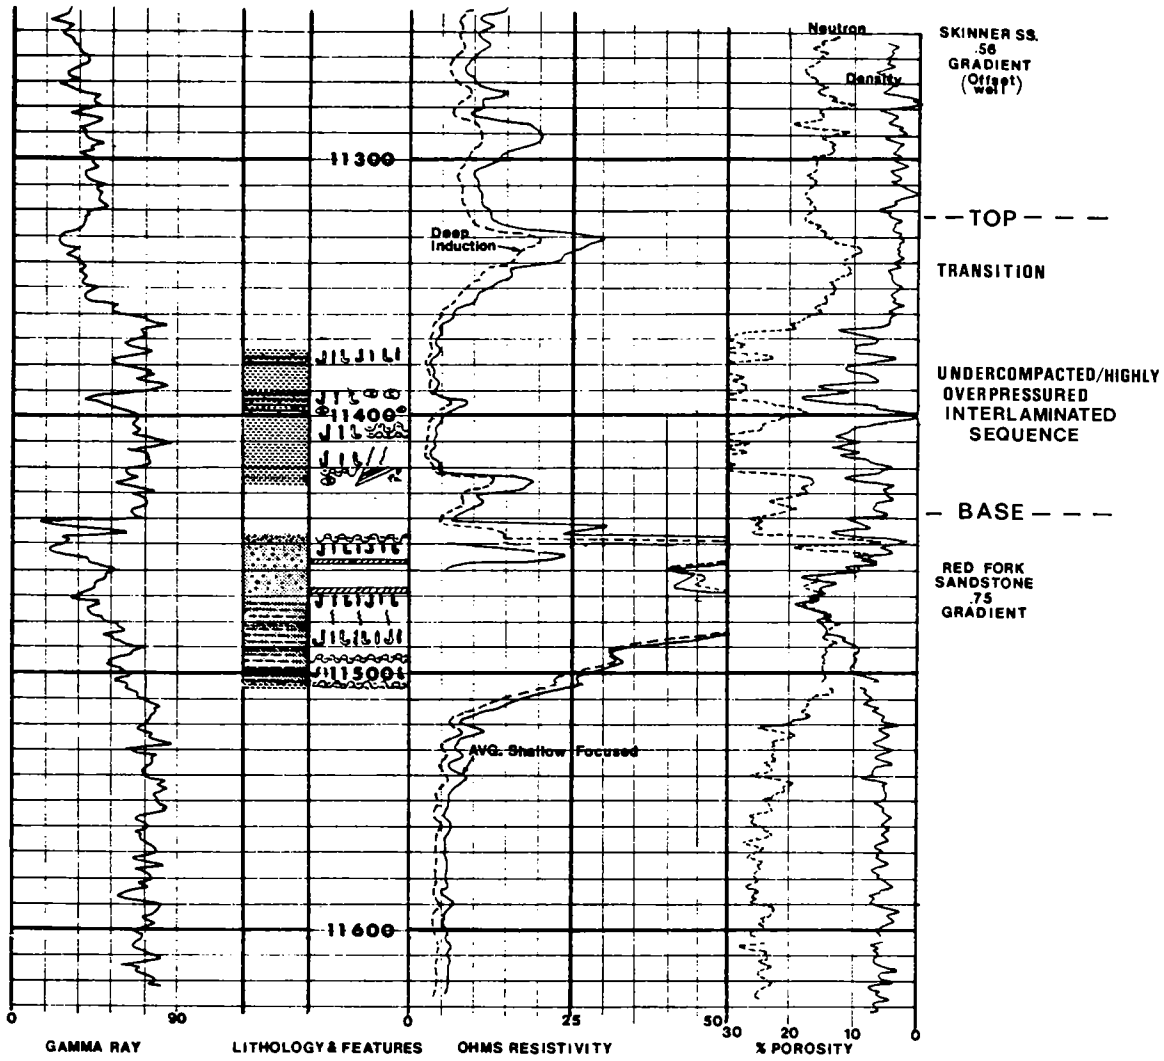 Neutron
SKINNER SS.
.56
GRADIENT
(Offset
well)
Density
11300
TOP
Deep
Induction
TRANSITION
UNDERCOMPACTED/HIGHLY
OVERPRESSURED
INTERLAMINATED
SEQUENCE
11400
BASE
RED FORK
SANDSTONE
.75
GRADIENT
11500
AVG. Shallow Focused
11600
0 90 0 25 50 30 20 10 0
GAMMA RAY LITHOLOGY & FEATURES OHMS RESISTIVITY % POROSITY